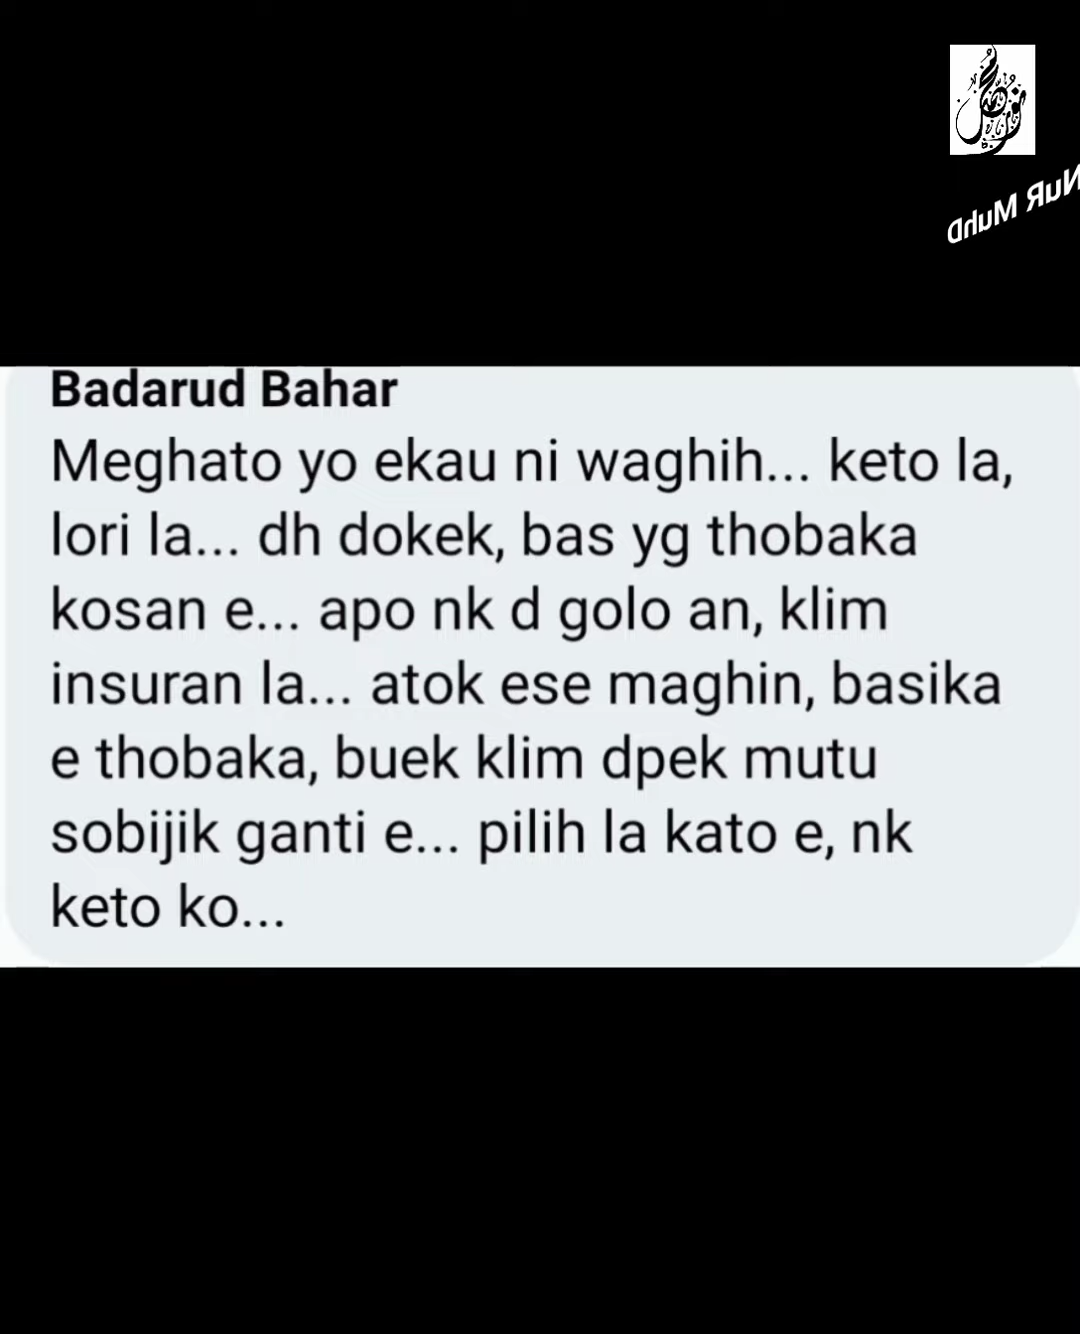 NuR MuhD
Badarud Bahar
Meghato yo ekau ni waghih... keto la,
lori la... dh dokek, bas yg thobaka
kosan e... apo nk d golo an, klim
insuran la... atok ese maghin, basika
e thobaka, buek klim dpek mutu
sobijik ganti e... pilih la kato e, nk
keto ko...